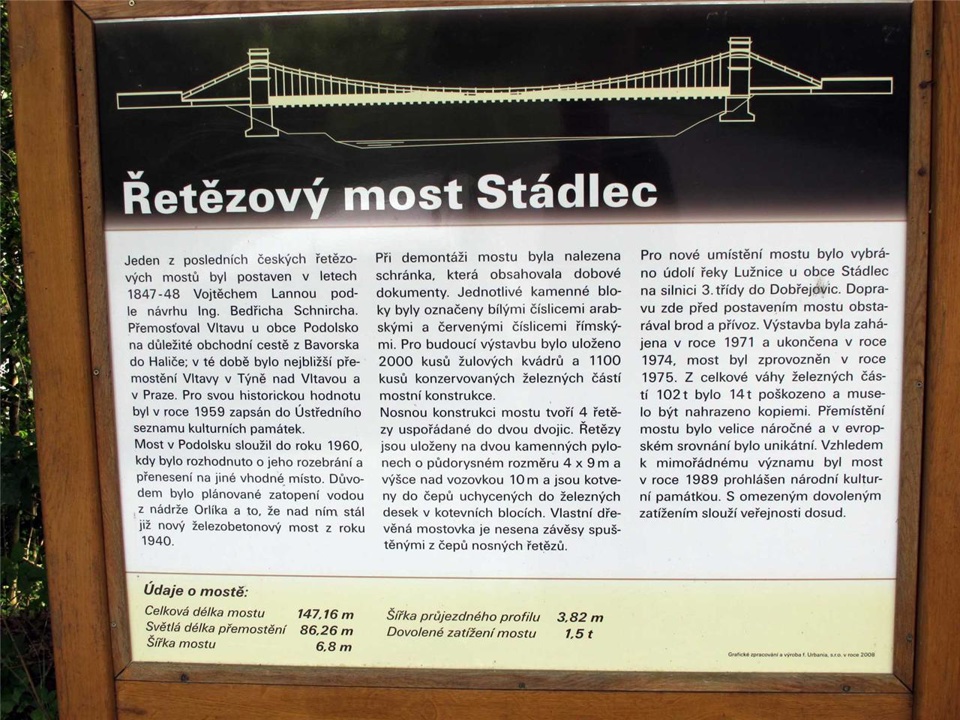 Řetězový most Stádlec
Jeden z posledních českých řetězo-
vých mostů byl postaven v letech
1847-48 Vojtěchem Lannou pod-
le návrhu Ing. Bedřicha Schnircha.
Přemosťoval Vltavu u obce Podolsko
na důležité obchodní cestě z Bavorska
do Haliče; v té době bylo nejbližší pře-
mostění Vltavy v Týně nad Vltavou a
v Praze. Pro svou historickou hodnotu
byl v roce 1959 zapsán do Ústředního
seznamu kulturních památek.
Most v Podolsku sloužil do roku 1960,
kdy bylo rozhodnuto o jeho rozebrání a
přenesení na jiné vhodné místo. Důvo-
dem bylo plánované zatopení vodou
z nádrže Orlíka a to, že nad ním stál
již nový železobetonový most z roku
1940.
Při demontáži mostu byla nalezena
schránka, která obsahovala dobové
dokumenty. Jednotlivé kamenné blo-
ky byly označeny bílými číslicemi arab-
skými a červenými číslicemi římský-
mi. Pro budoucí výstavbu bylo uloženo
2000 kusů žulových kvádrů a 1100
kusů konzervovaných železných částí
mostní konstrukce.
Nosnou konstrukci mostu tvoří 4 řetě-
zy uspořádané do dvou dvojic. Řetězy
jsou uloženy na dvou kamenných pylo-
nech o půdorysném rozměru 4 x 9 m a
výšce nad vozovkou 10 m a jsou kotve-
ny do čepů uchycených do železných
desek v kotevních blocích. Vlastní dře-
věná mostovka je nesena závěsy spuš-
těnými z čepů nosných řetězů.
Pro nové umístění mostu bylo vybrá-
no údolí řeky Lužnice u obce Stádlec
na silnici 3. třídy do Dobřejovic. Dopra-
vu zde před postavením mostu obsta-
rával brod a přívoz. Výstavba byla zahá-
jena v roce 1971 a ukončena v roce
1974, most byl zprovozněn v roce
1975. Z celkové váhy železných čás-
tí 102 t bylo 14 t poškozeno a muse-
lo být nahrazeno kopiemi. Přemístění
mostu bylo velice náročné a v evrop-
ském srovnání bylo unikátní. Vzhledem
k mimořádnému významu byl most
v roce 1989 prohlášen národní kultur-
ní památkou. S omezeným dovoleným
zatížením slouží veřejnosti dosud.
Údaje o mostě:
Celková délka mostu 147,16 m
Světlá délka přemostění 86,26 m
Šířka mostu 6,8 m
Šířka průjezdného profilu 3,82 m
Dovolené zatížení mostu 1,5 t
Grafické zpracování a výroba f. Urbania, s.r.o. v roce 2008